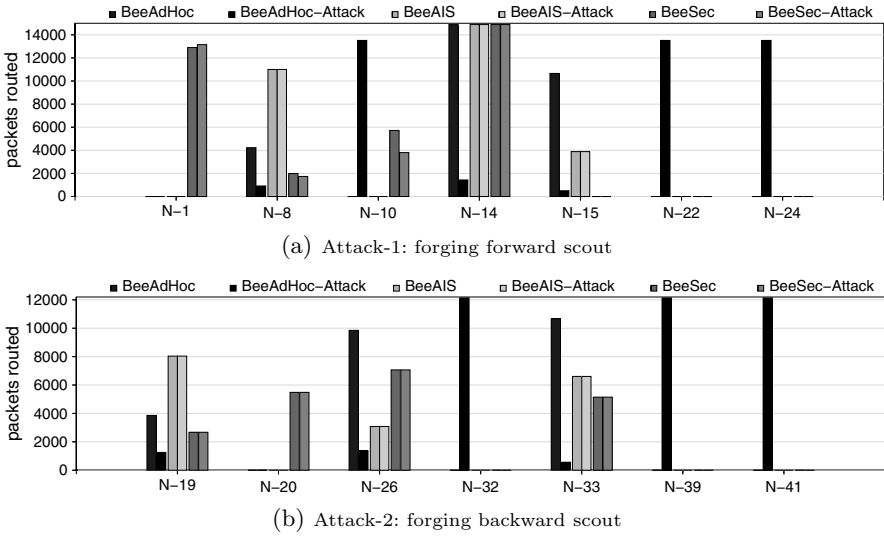 BeeAdHoc BeeAdHoc-Attack BeeAIS BeeAIS-Attack BeeSec BeeSec-Attack
14000
12000
10000
8000
6000
4000
2000
0
packets routed
N-1 N-8 N-10 N-14 N-15 N-22 N-24
(a) Attack-1: forging forward scout
BeeAdHoc BeeAdHoc-Attack BeeAIS BeeAIS-Attack BeeSec BeeSec-Attack
12000
10000
8000
6000
4000
2000
0
packets routed
N-19 N-20 N-26 N-32 N-33 N-39 N-41
(b) Attack-2: forging backward scout